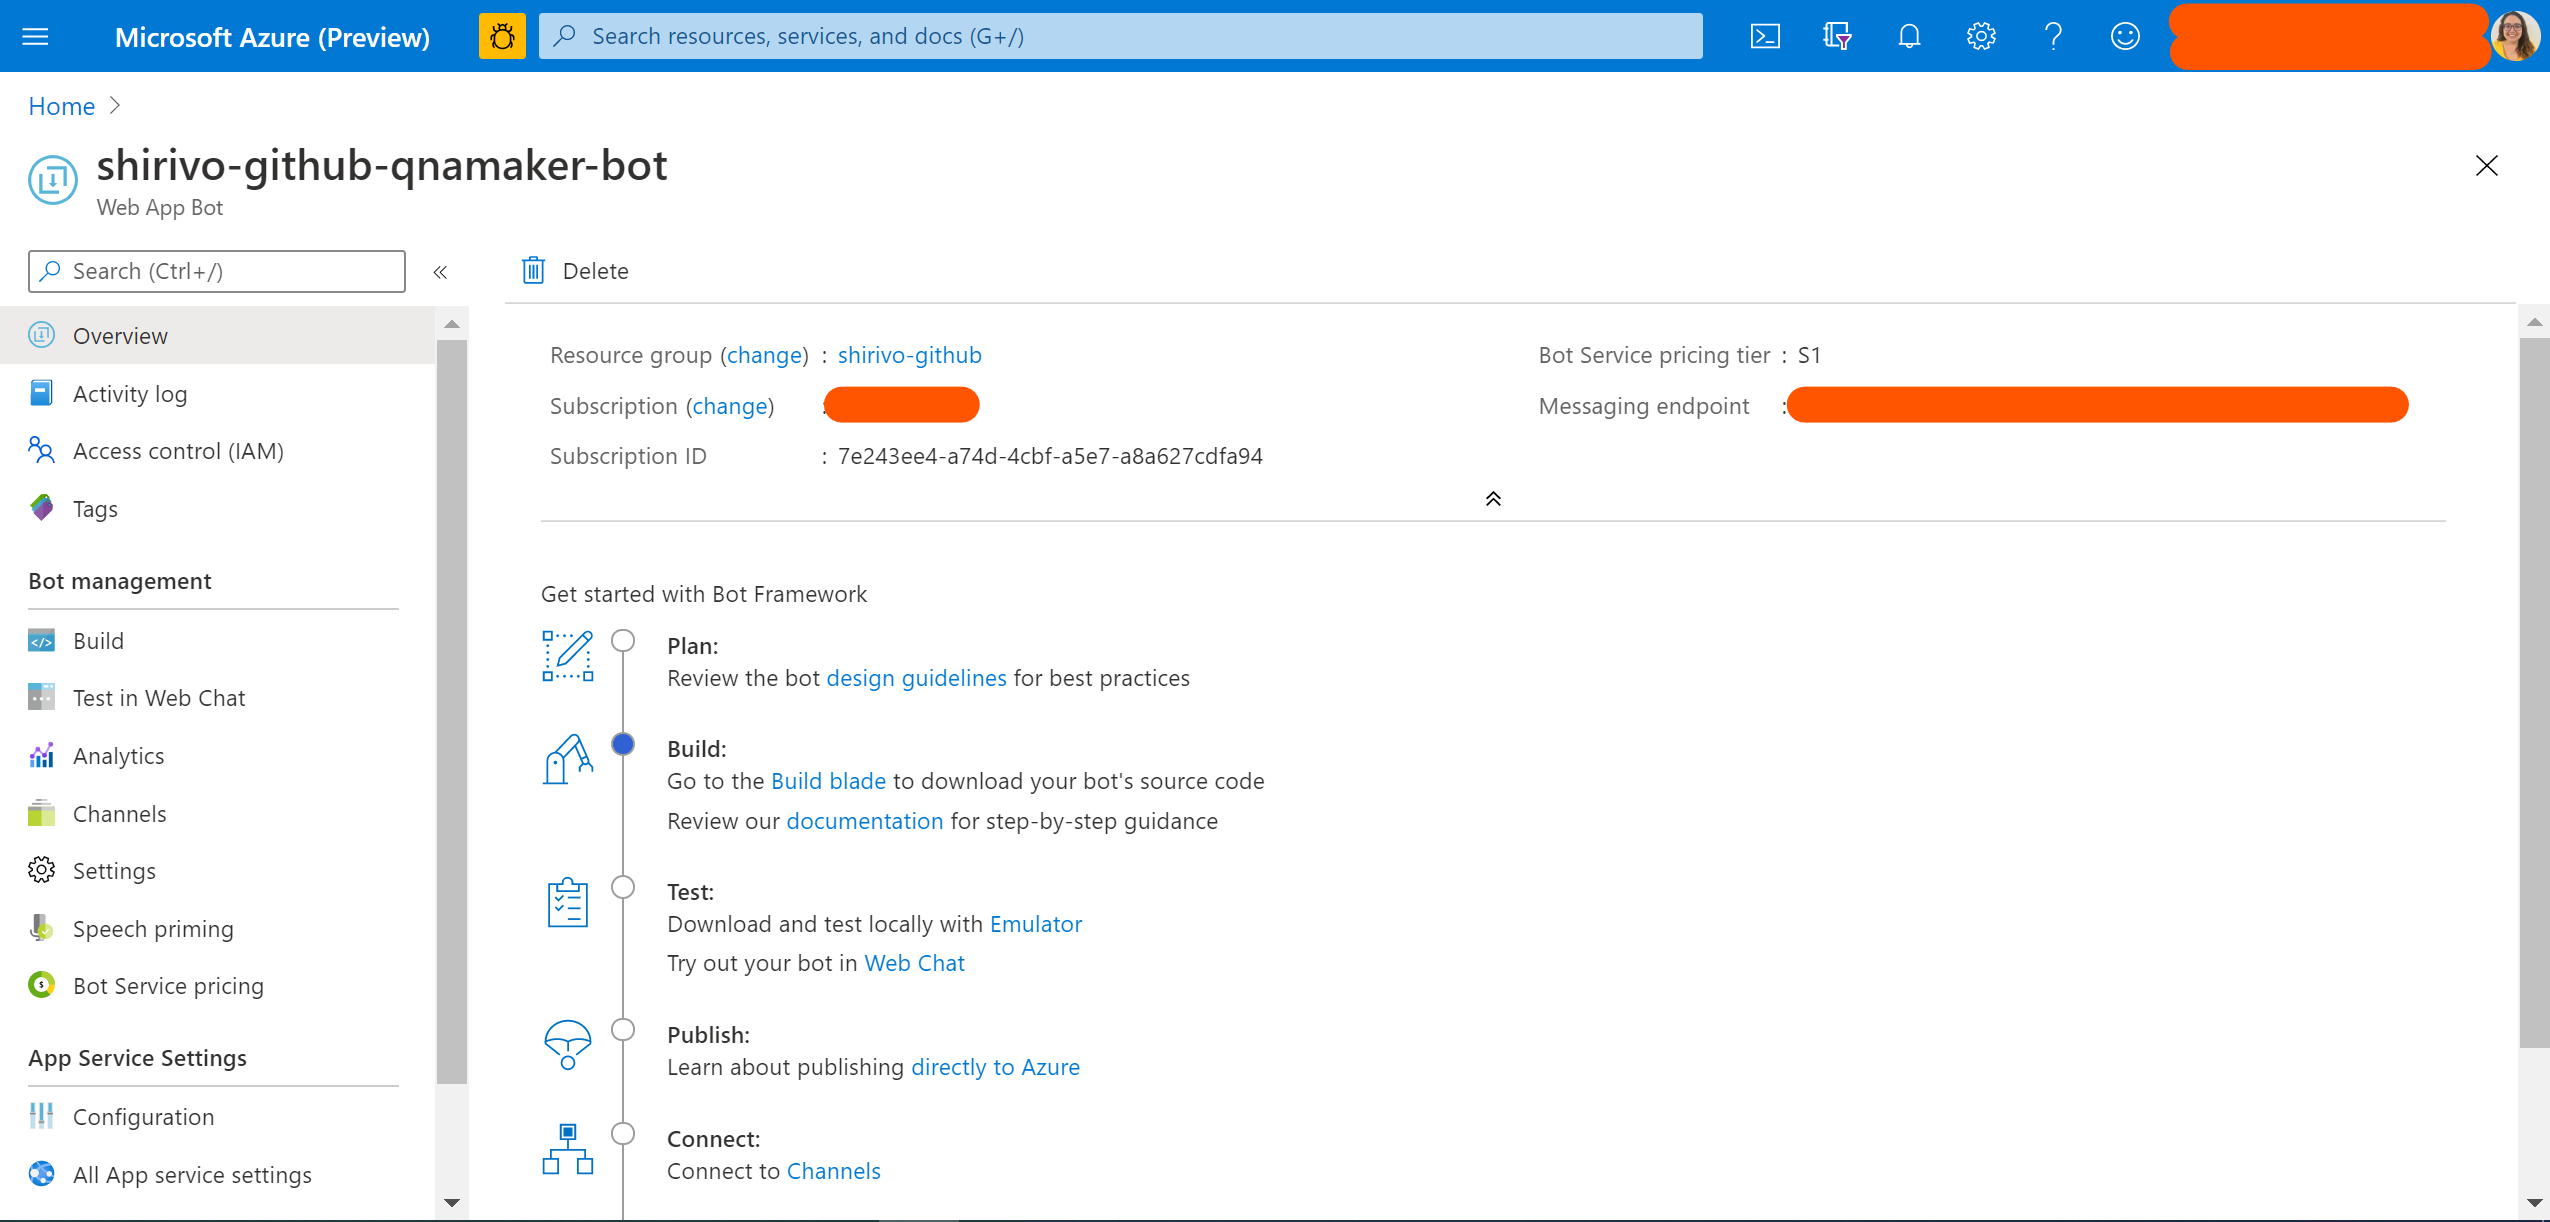 Microsoft Azure (Preview)
Search resources, services, and docs (G+/)
Home
shirivo-github-qnamaker-bot
Web App Bot
Search (Ctrl+/)
«
Delete
Overview
Activity log
Access control (IAM)
Tags
Bot management
Build
Test in Web Chat
Analytics
Channels
Settings
Speech priming
Bot Service pricing
App Service Settings
Configuration
All App service settings
Resource group (change) : shirivo-github
Subscription (change) :
Subscription ID : 7e243ee4-a74d-4cbf-a5e7-a8a627cdfa94
Bot Service pricing tier : S1
Messaging endpoint :
Get started with Bot Framework
Plan:
Review the bot design guidelines for best practices
Build:
Go to the Build blade to download your bot's source code
Review our documentation for step-by-step guidance
Test:
Download and test locally with Emulator
Try out your bot in Web Chat
Publish:
Learn about publishing directly to Azure
Connect:
Connect to Channels